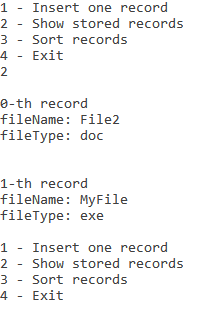 1 - Insert one record
2 - Show stored records
3 - Sort records
4 - Exit
2
0-th record
fileName: File2
fileType: doc
1-th record
fileName: MyFile
fileType: exe
1 - Insert one record
2 - Show stored records
3 - Sort records
4 - Exit